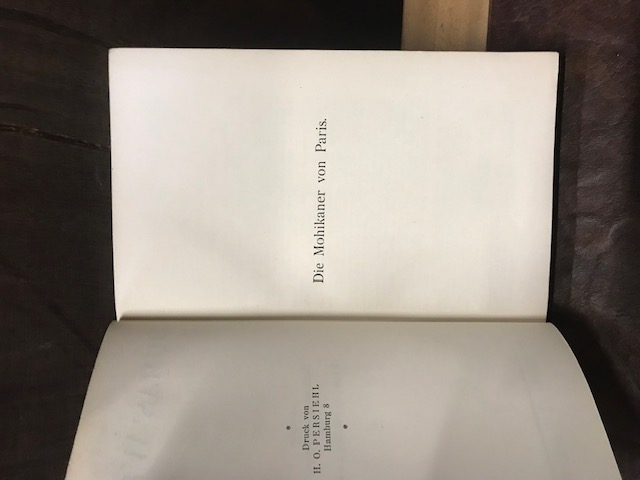 Druck von
H. O. PERSIEHL
Hamburg 8
Die Mohikaner von Paris.